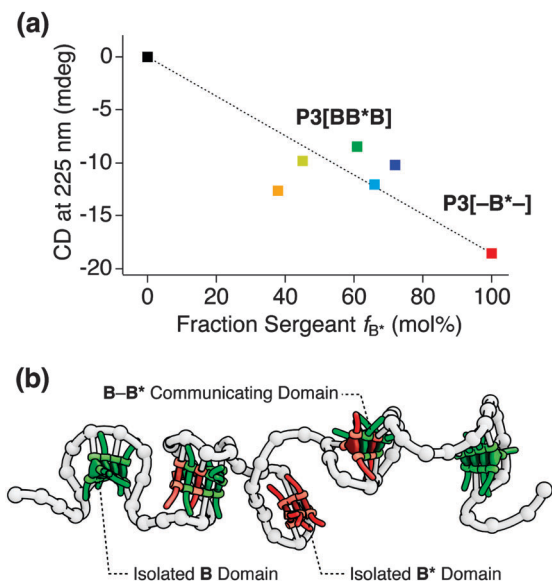 (a)
0
-5
-10
-15
-20
CD at 225 nm (mdeg)
P3[BB*B]
P3[–B*–]
0 20 40 60 80 100
Fraction Sergeant fB* (mol%)
(b)
B–B* Communicating Domain
Isolated B Domain
Isolated B* Domain